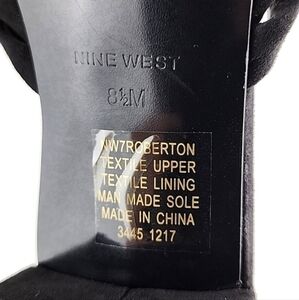 NINE WEST
8½M
NW7ROBERTON
TEXTILE UPPER
TEXTILE LINING
MAN MADE SOLE
MADE IN CHINA
3445 1217